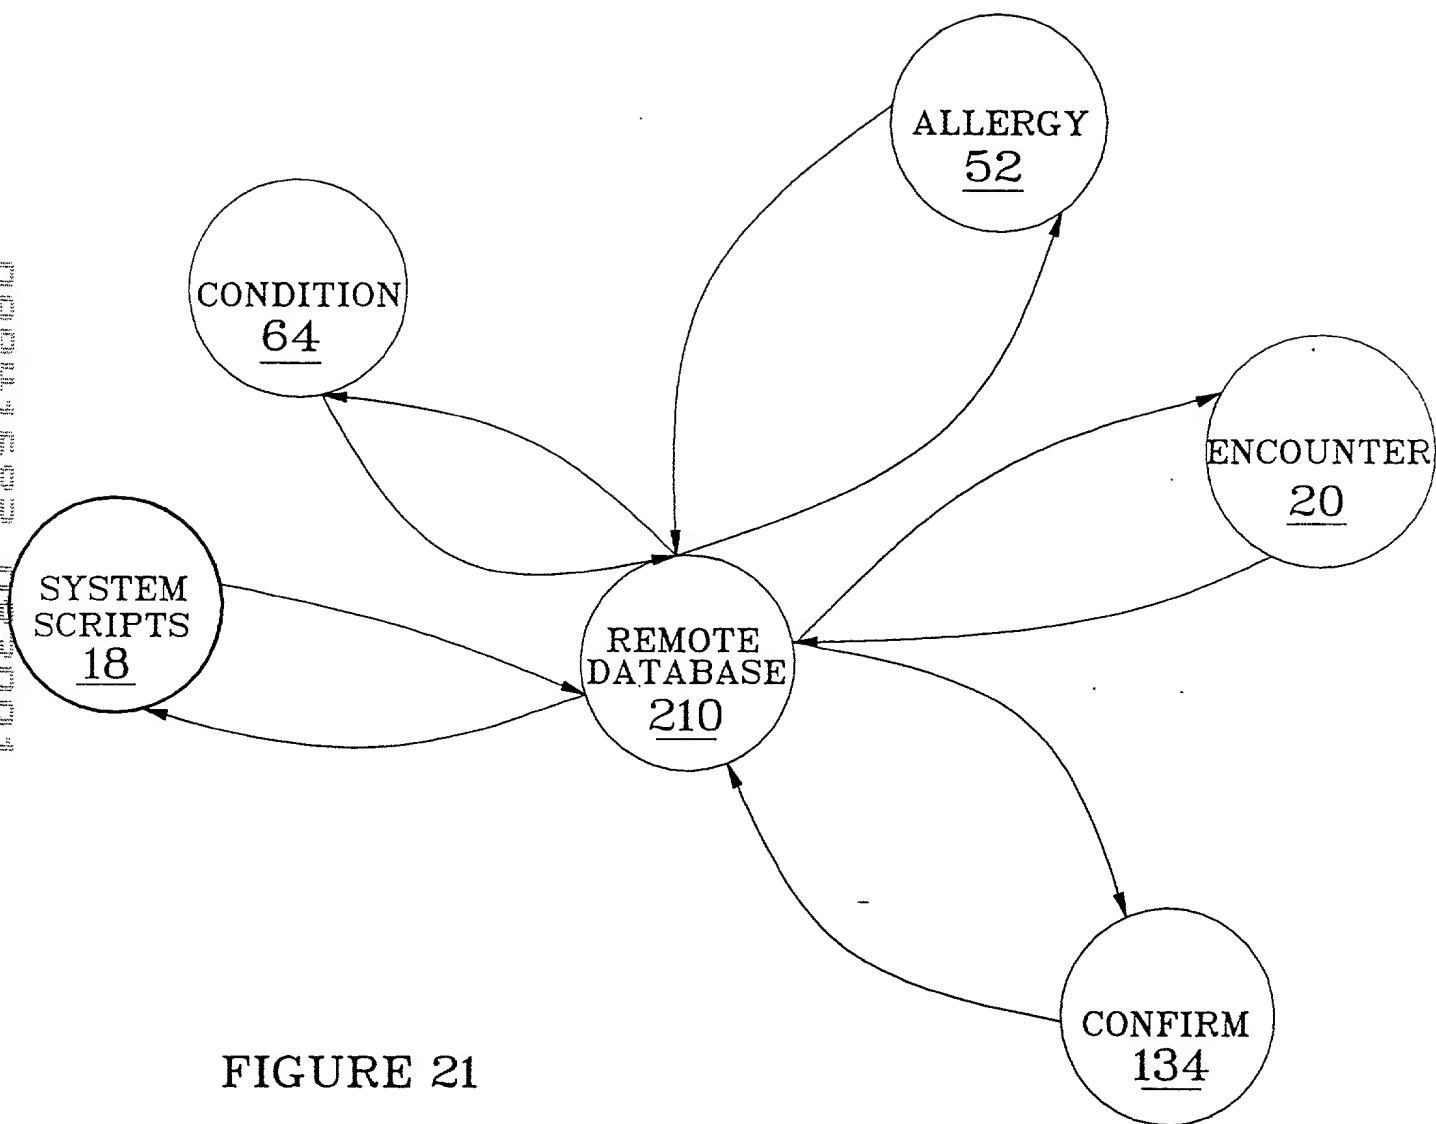 ALLERGY
52
CONDITION
64
ENCOUNTER
20
SYSTEM
SCRIPTS
18
REMOTE
DATABASE
210
CONFIRM
134
FIGURE 21